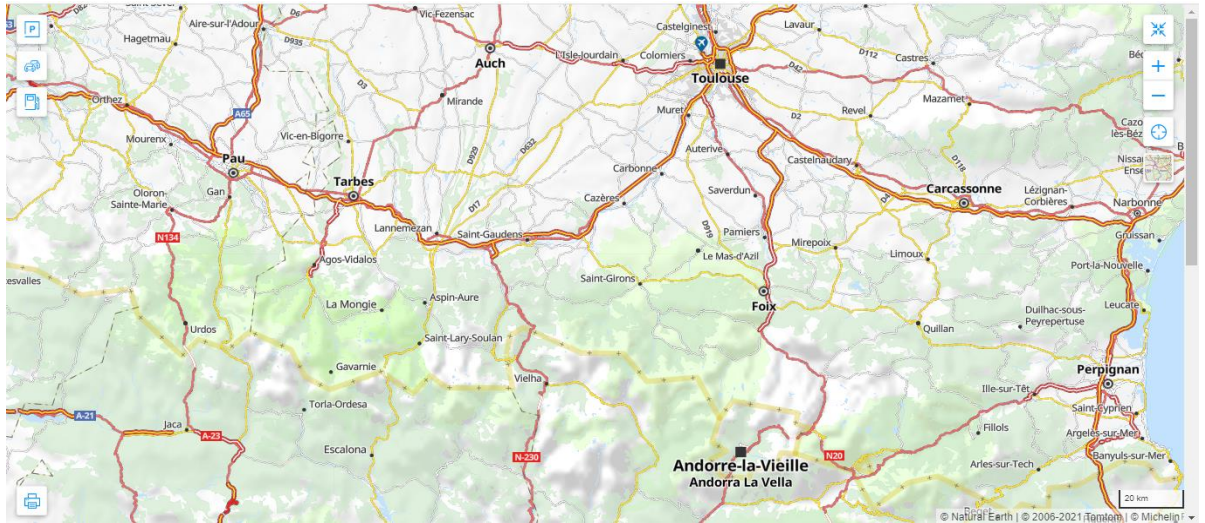 D6
Vic-Fezensac
Castelginest
Lavaur
Aire-sur-l'Adour
P
Hagetmau
D935
Auch
L'Isle-Jourdain
Colomiers
D112
Castres
Toulouse
D42
D3
Mirande
Muret
Revel
Mazamet
Orthez
A65
D2
Mourenx
Vic-en-Bigorre
D929
D632
Auterive
Castelnaudary
D118
Pau
Carbonne
Tarbes
Oloron-
Sainte-Marie
Gan
Cazères
Saverdun
Carcassonne
Lézignan-
Corbières
Narbonne
D17
D4
N134
Lannemezan
Saint-Gaudens
D919
Pamiers
Mirepoix
Gruissan
Agos-Vidalos
Le Mas-d'Azil
Limoux
Port-la-Nouvelle
Saint-Girons
La Mongie
Aspin-Aure
Foix
Duilhac-sous-
Peyrepertuse
Leucate
Urdos
Quillan
Saint-Lary-Soulan
Gavarnie
Vielha
Perpignan
Ille-sur-Têt
Torla-Ordesa
Saint-Cyprien
A-21
Jaca
A-23
Fillols
Argelès-sur-Mer
Escalona
N-230
N20
Banyuls-sur-Mer
Andorre-la-Vieille
Andorra La Vella
Arles-sur-Tech
20 km
© Natural Earth | © 2006-2021 Tomtom | © Michelin